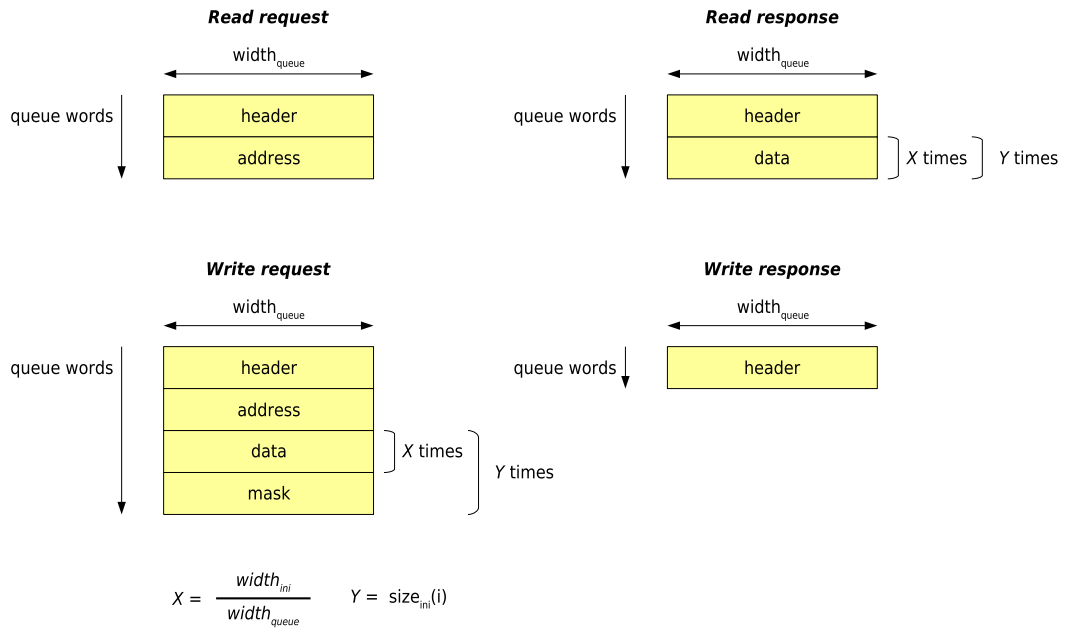 Read request
width_queue
queue words
header
address
Read response
width_queue
queue words
header
data
X times
Y times
Write request
width_queue
queue words
header
address
data
mask
X times
Y times
Write response
width_queue
queue words
header
X = width_ini / width_queue
Y = size_ini(i)